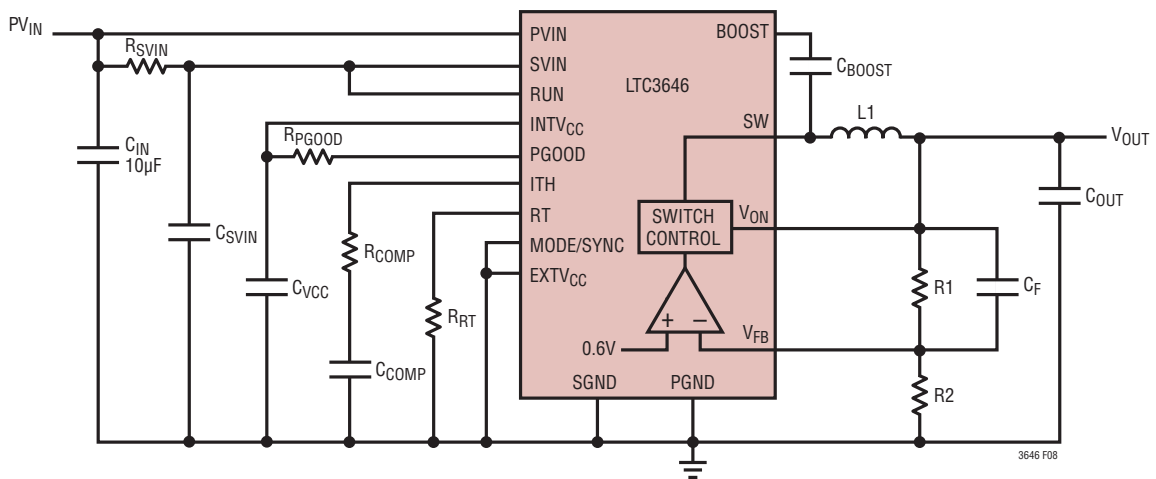 PVIN
RSVIN
CIN
10µF
CSVIN
RPGOOD
CVCC
RCOMP
CCOMP
RRT
PVIN
SVIN
RUN
INTVCC
PGOOD
ITH
RT
MODE/SYNC
EXTVCC
LTC3646
BOOST
SW
SWITCH
CONTROL
VON
+ –
0.6V
VFB
SGND
PGND
CBOOST
L1
VOUT
COUT
R1
CF
R2
3646 F08